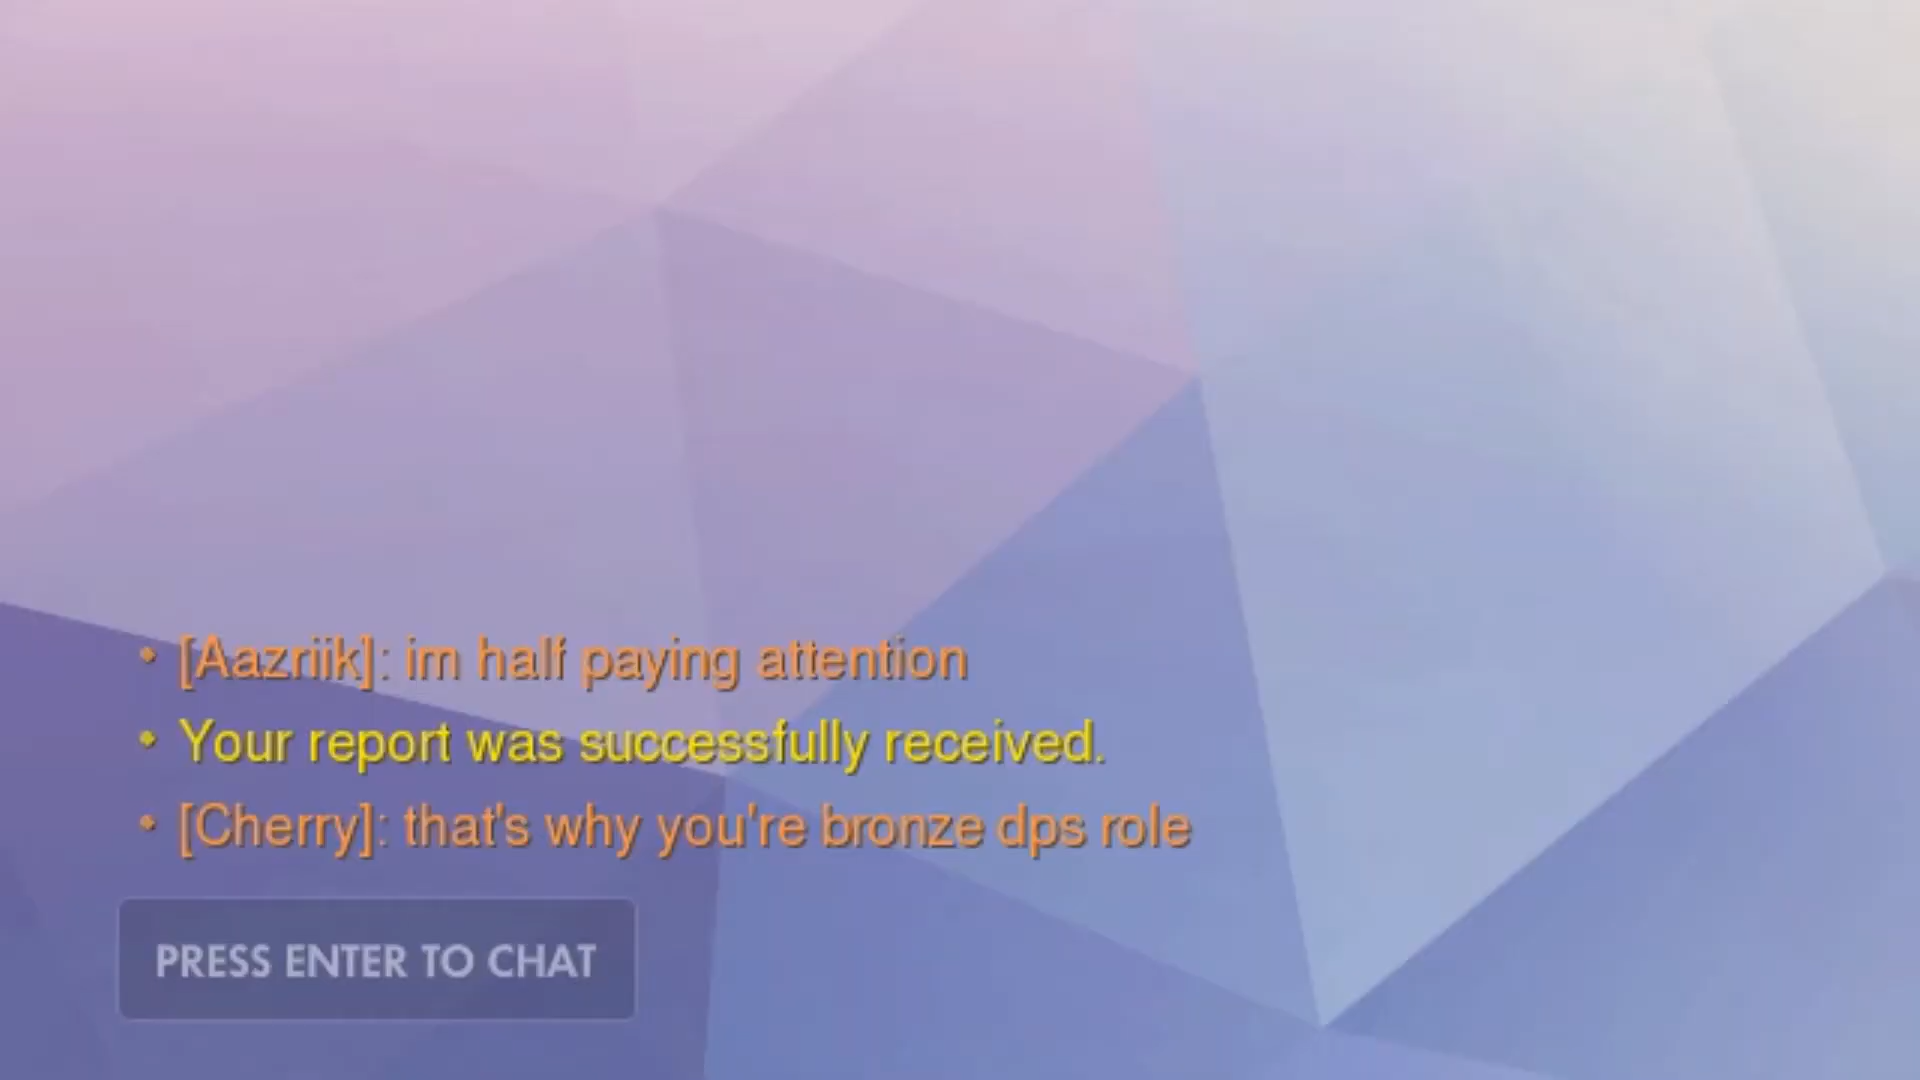 • [Aazriik]: im half paying attention
• Your report was successfully received.
• [Cherry]: that's why you're bronze dps role
PRESS ENTER TO CHAT